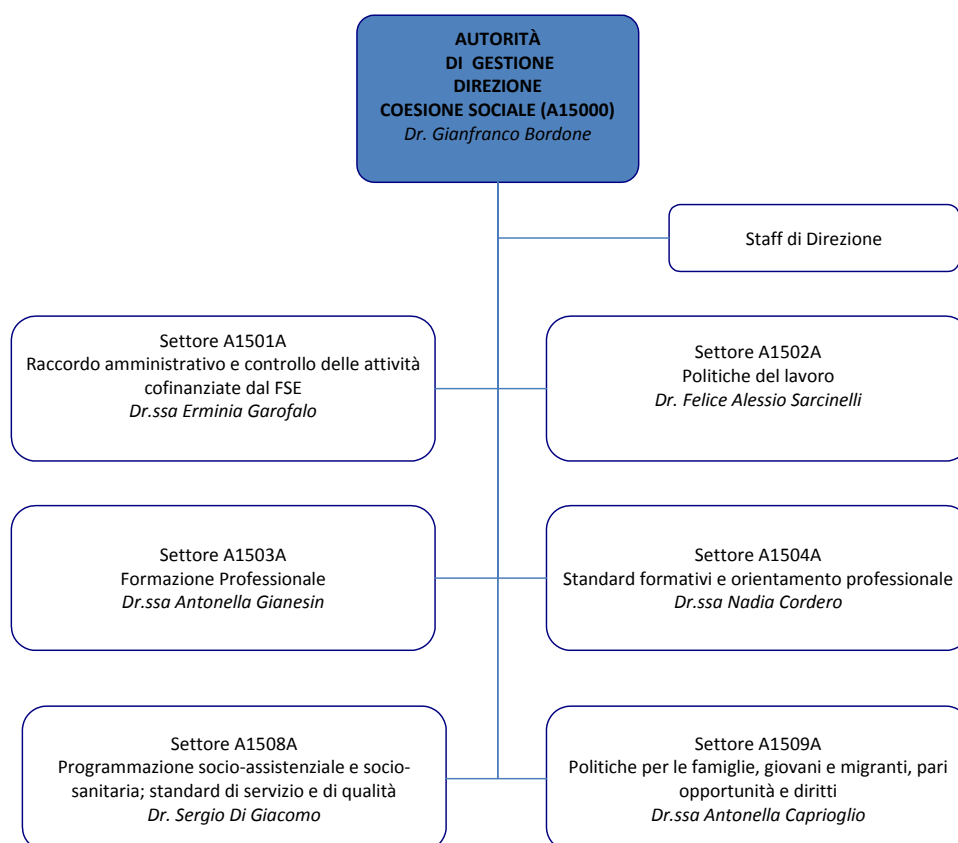 AUTORITÀ
DI GESTIONE
DIREZIONE
COESIONE SOCIALE (A15000)
Dr. Gianfranco Bordone
Staff di Direzione
Settore A1501A
Raccordo amministrativo e controllo delle attività
cofinanziate dal FSE
Dr.ssa Erminia Garofalo
Settore A1502A
Politiche del lavoro
Dr. Felice Alessio Sarcinelli
Settore A1503A
Formazione Professionale
Dr.ssa Antonella Gianesin
Settore A1504A
Standard formativi e orientamento professionale
Dr.ssa Nadia Cordero
Settore A1508A
Programmazione socio-assistenziale e socio-
sanitaria; standard di servizio e di qualità
Dr. Sergio Di Giacomo
Settore A1509A
Politiche per le famiglie, giovani e migranti, pari
opportunità e diritti
Dr.ssa Antonella Caprioglio